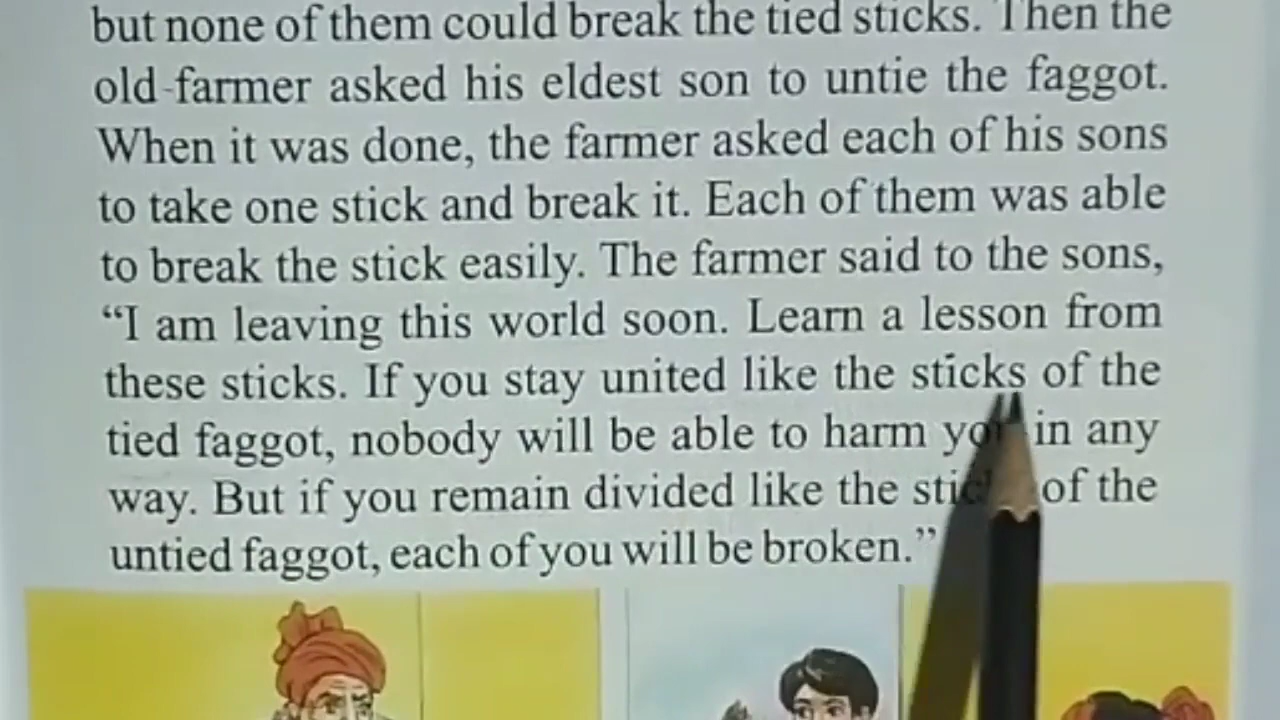 but none of them could break the tied sticks. Then the
old farmer asked his eldest son to untie the faggot.
When it was done, the farmer asked each of his sons
to take one stick and break it. Each of them was able
to break the stick easily. The farmer said to the sons,
“I am leaving this world soon. Learn a lesson from
these sticks. If you stay united like the sticks of the
tied faggot, nobody will be able to harm you in any
way. But if you remain divided like the sticks of the
untied faggot, each of you will be broken.”